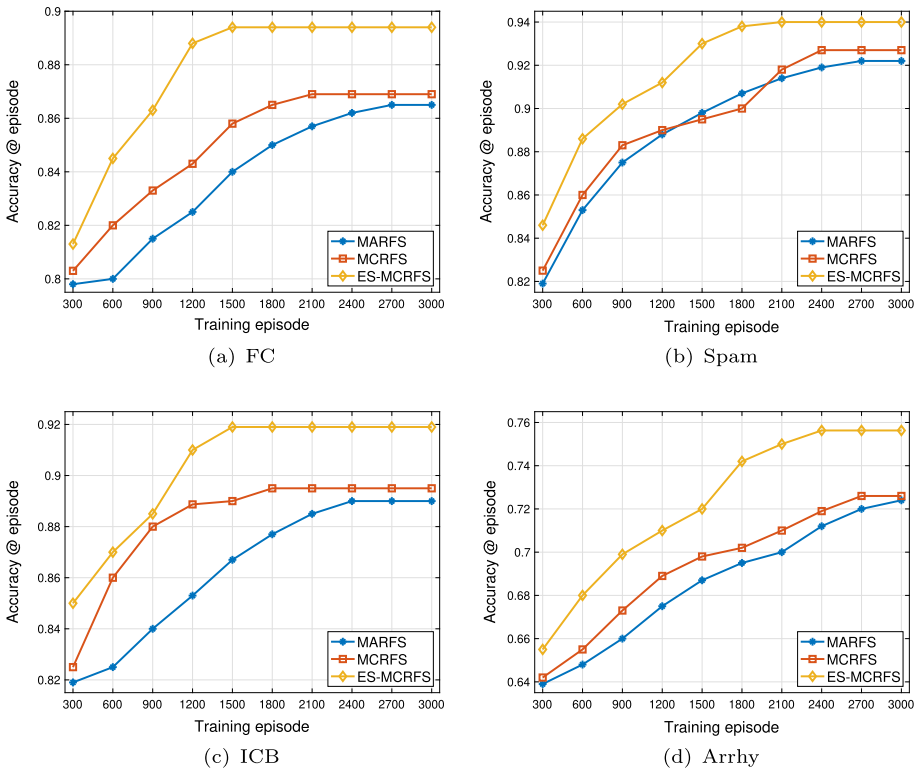 Accuracy @ episode
0.9
0.88
0.86
0.84
0.82
0.8
MARFS
MCRFS
ES-MCRFS
300 600 900 1200 1500 1800 2100 2400 2700 3000
Training episode
(a) FC
Accuracy @ episode
0.94
0.92
0.9
0.88
0.86
0.84
0.82
MARFS
MCRFS
ES-MCRFS
300 600 900 1200 1500 1800 2100 2400 2700 3000
Training episode
(b) Spam
Accuracy @ episode
0.92
0.9
0.88
0.86
0.84
0.82
MARFS
MCRFS
ES-MCRFS
300 600 900 1200 1500 1800 2100 2400 2700 3000
Training episode
(c) ICB
Accuracy @ episode
0.76
0.74
0.72
0.7
0.68
0.66
0.64
MARFS
MCRFS
ES-MCRFS
300 600 900 1200 1500 1800 2100 2400 2700 3000
Training episode
(d) Arrhy